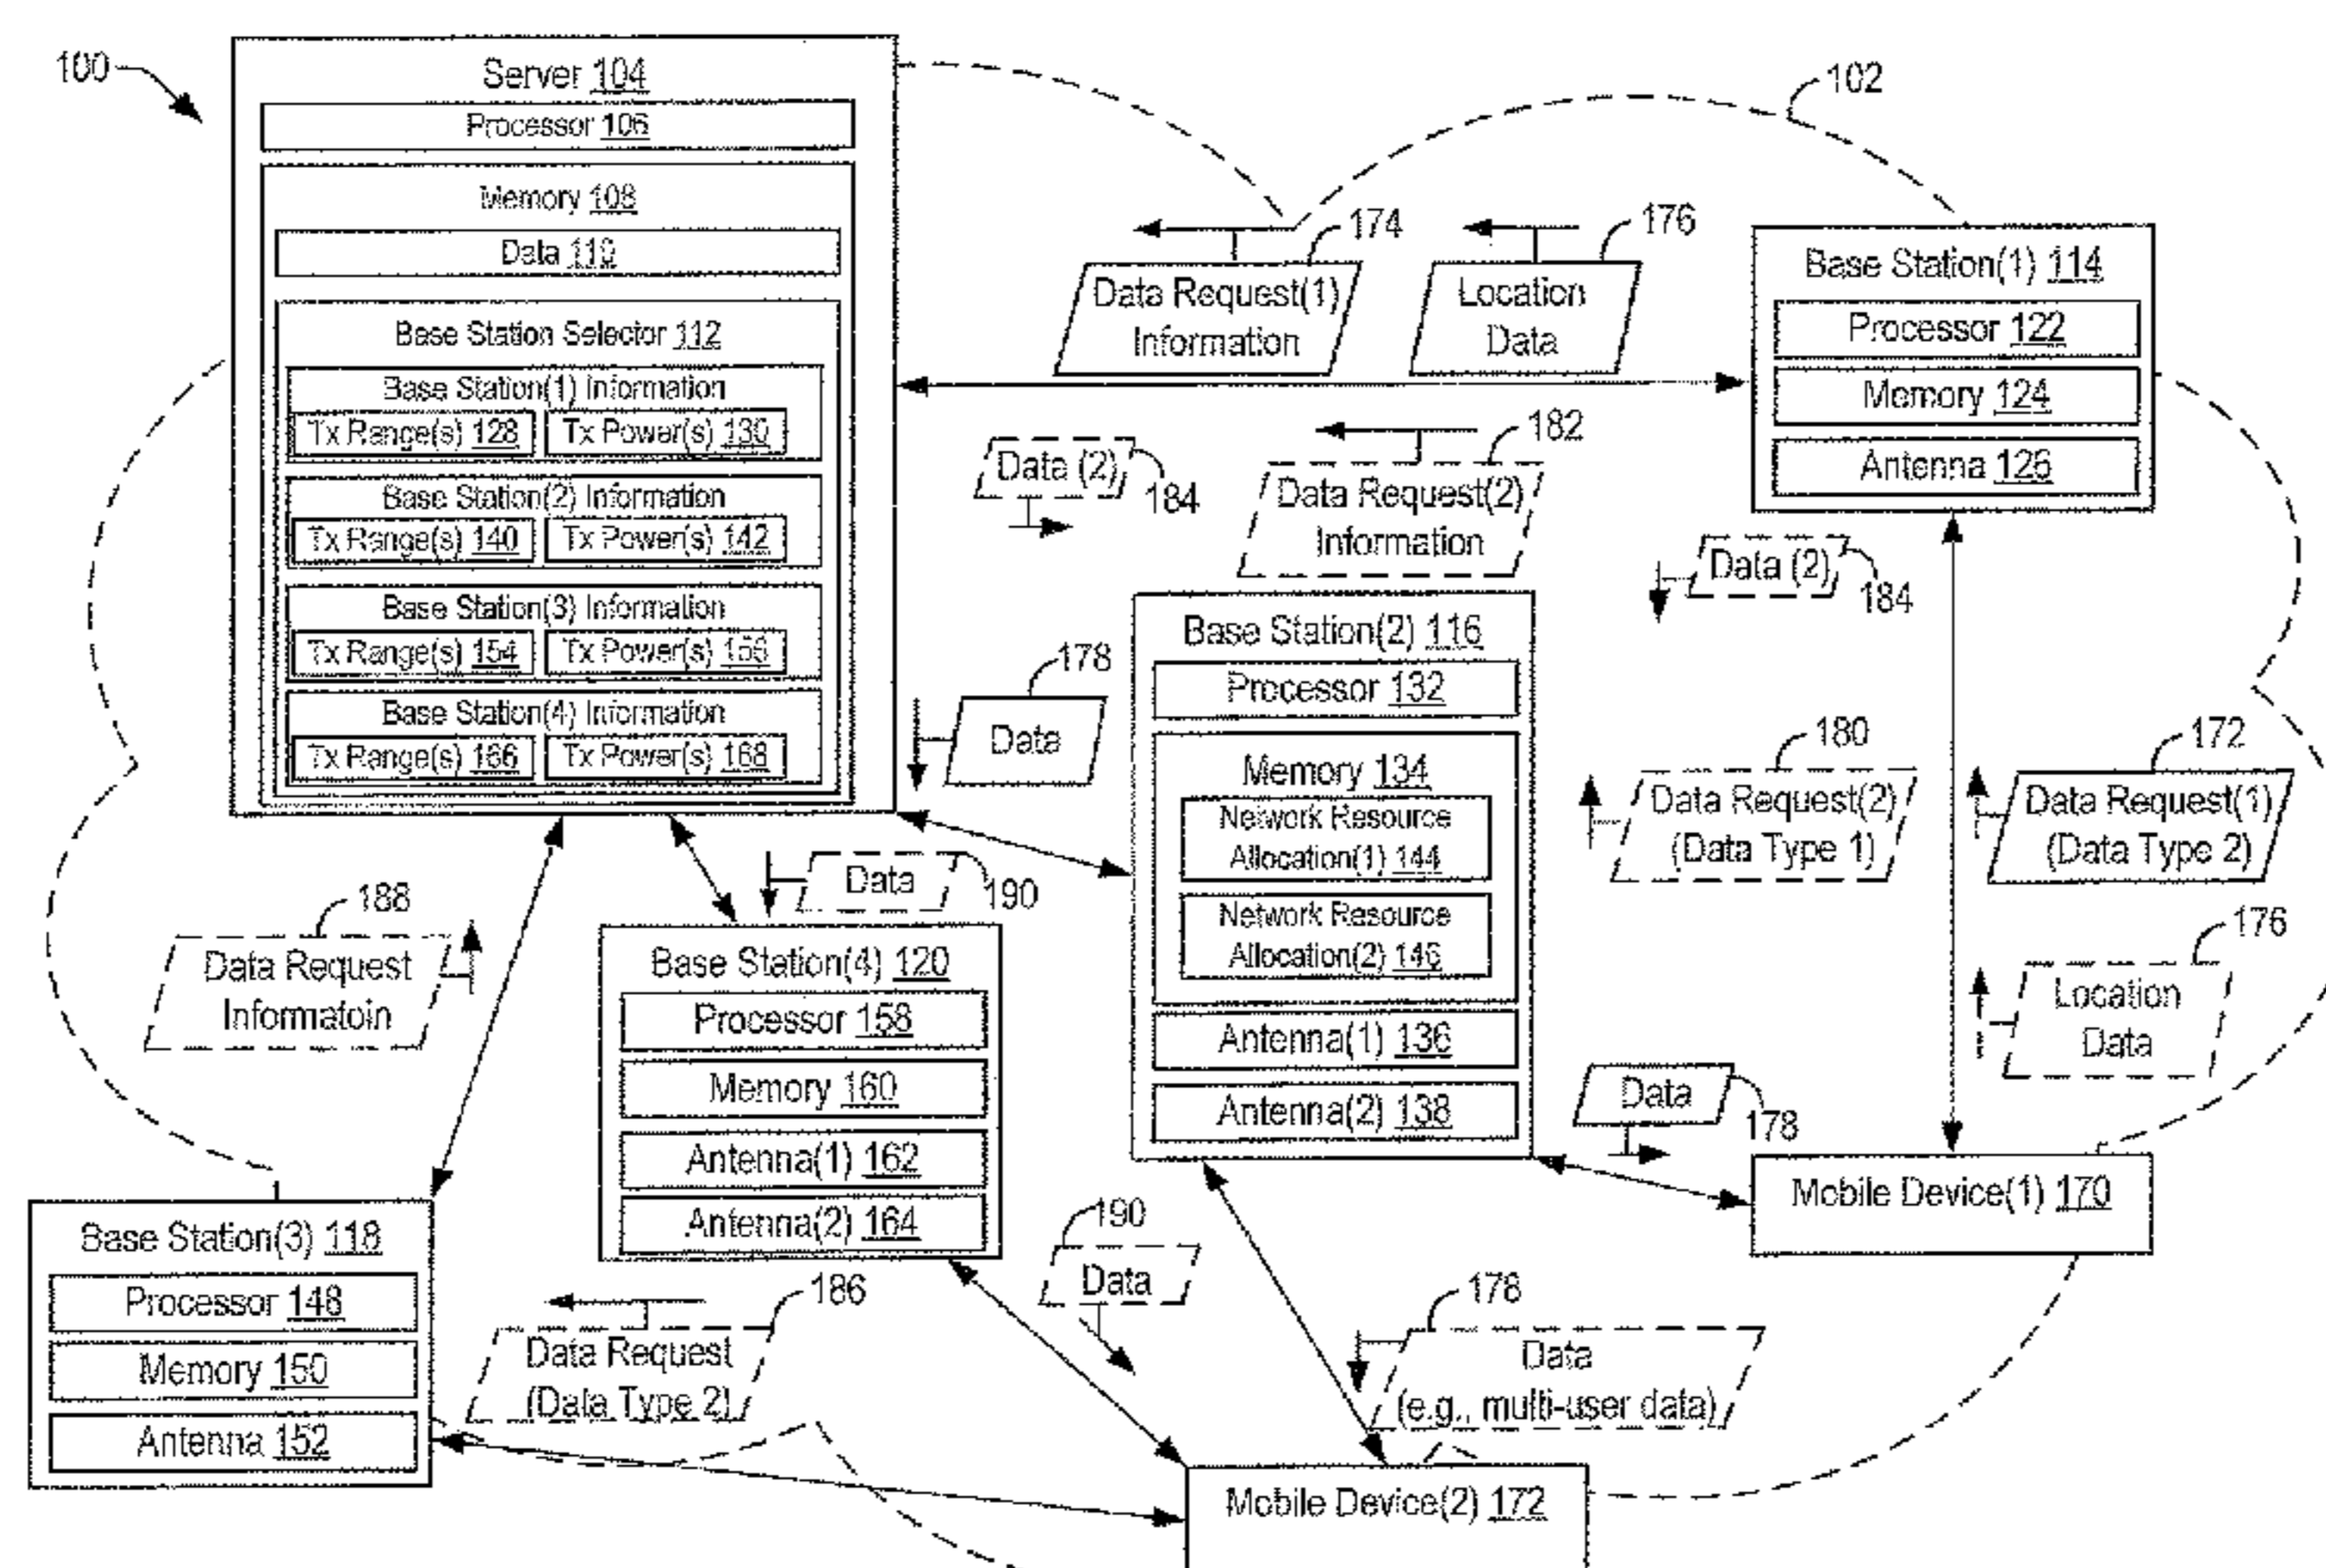 100
Server 104
Processor 106
Memory 108
Data 110
Base Station Selector 112
Base Station(1) Information
Tx Range(s) 128
Tx Power(s) 130
Base Station(2) Information
Tx Range(s) 140
Tx Power(s) 142
Base Station(3) Information
Tx Range(s) 154
Tx Power(s) 156
Base Station(4) Information
Tx Range(s) 166
Tx Power(s) 168
102
174
Data Request(1)
Information
176
Location
Data
Base Station(1) 114
Processor 122
Memory 124
Antenna 126
Data (2)
184
182
Data Request(2)
Information
Data (2)
184
178
Data
Base Station(2) 116
Processor 132
Memory 134
Network Resource
Allocation(1) 144
Network Resource
Allocation(2) 146
Antenna(1) 136
Antenna(2) 138
180
Data Request(2)
(Data Type 1)
172
Data Request(1)
(Data Type 2)
176
Location
Data
188
Data Request
Informatoin
Data
190
Base Station(4) 120
Processor 158
Memory 160
Antenna(1) 162
Antenna(2) 164
Data
178
Mobile Device(1) 170
Base Station(3) 118
Processor 148
Memory 150
Antenna 152
186
Data Request
(Data Type 2)
190
Data
178
Data
(e.g., multi-user data)
Mobile Device(2) 172